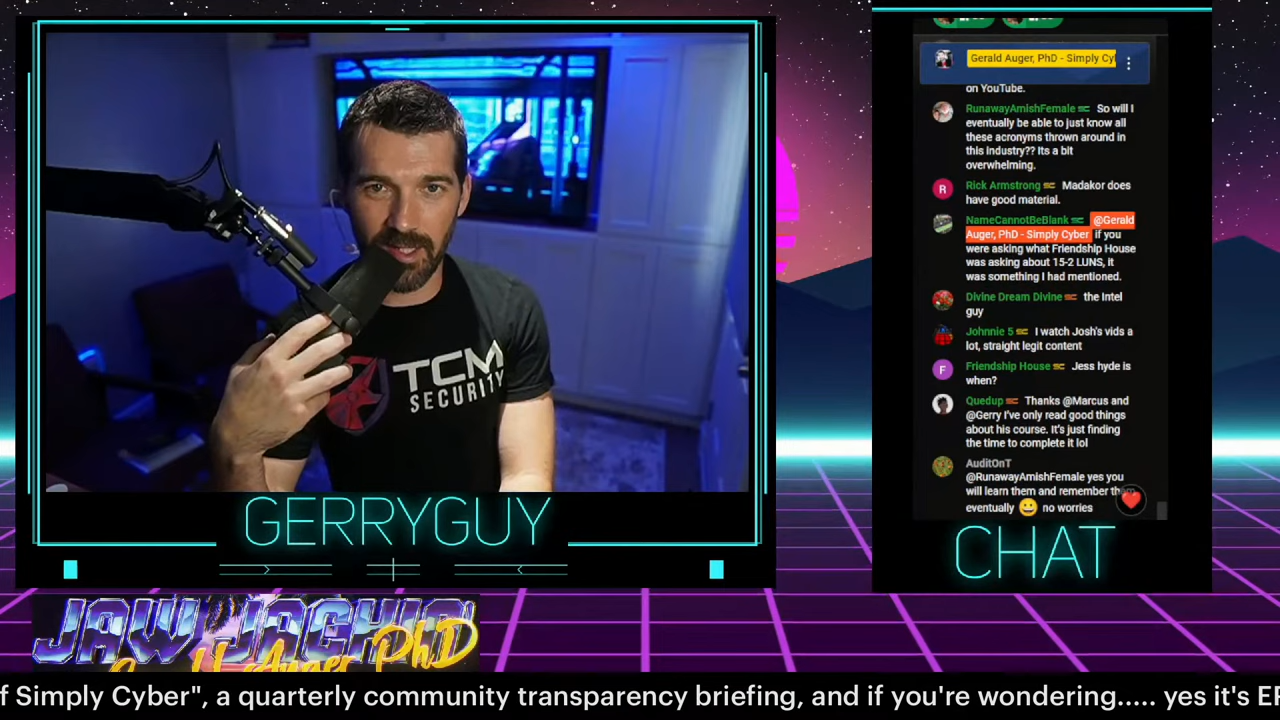 TCM
SECURITY
GERRYGUY
JAW JACKIN'
PhD
Gerald Auger, PhD - Simply Cy
on YouTube.
RunawayAmishFemale So will I
eventually be able to just know all
these acronyms thrown around in
this industry?? Its a bit
overwhelming.
R
Rick Armstrong Madakor does
have good material.
NameCannotBeBlank @Gerald
Auger, PhD - Simply Cyber if you
were asking what Friendship House
was asking about 15-2 LUNS, it
was something I had mentioned.
Divine Dream Divine the Intel
guy
Johnnie 5 I watch Josh's vids a
lot, straight legit content
F
Friendship House Jess hyde is
when?
Quedup Thanks @Marcus and
@Gerry I've only read good things
about his course. It's just finding
the time to complete it lol
AuditOnT
@RunawayAmishFemale yes you
will learn them and remember them
eventually 😀 no worries
CHAT
f Simply Cyber", a quarterly community transparency briefing, and if you're wondering..... yes it's